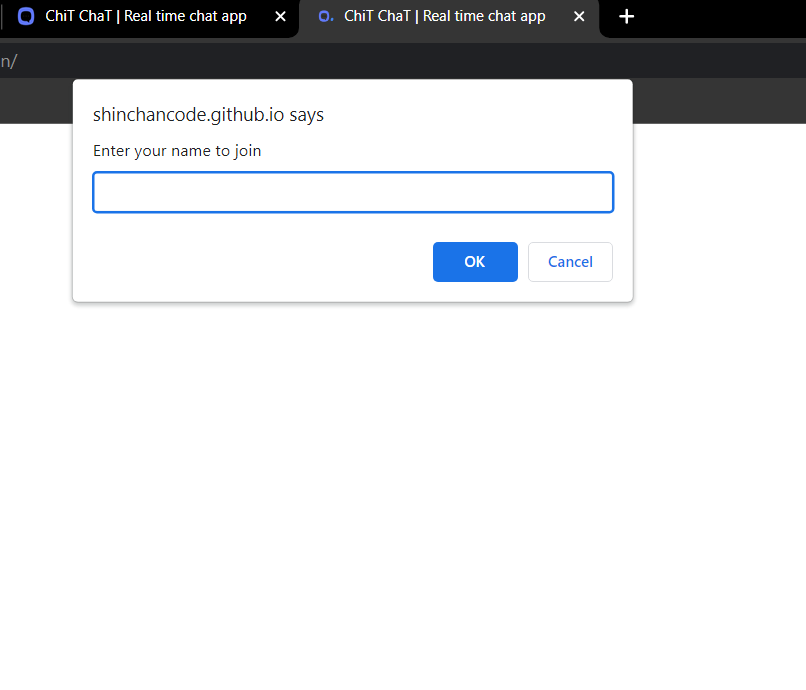 ChiT ChaT | Real time chat app
ChiT ChaT | Real time chat app
n/
shinchancode.github.io says
Enter your name to join
OK
Cancel